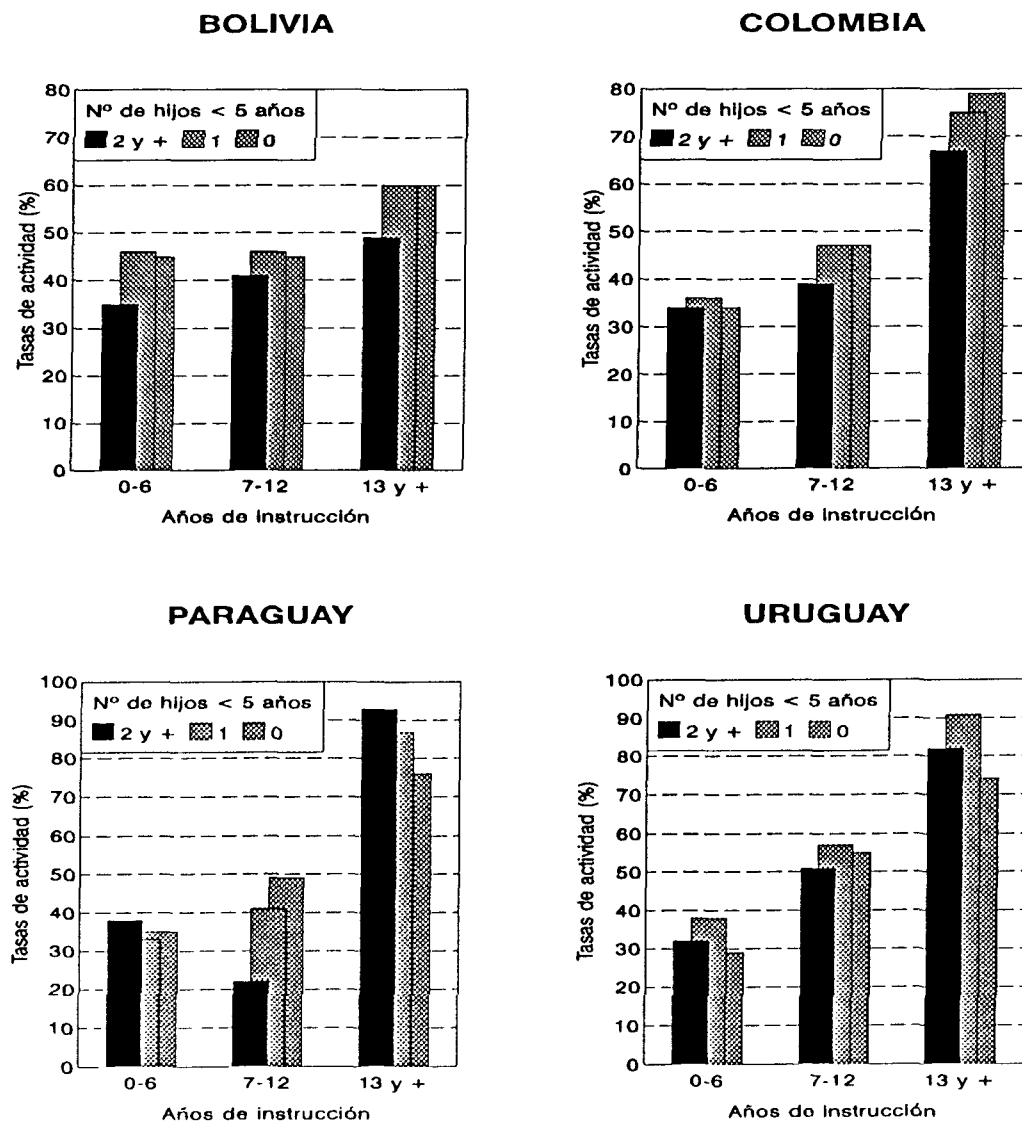 BOLIVIA
Nº de hijos < 5 años
2 y + 1 0
Tasas de actividad (%)
80
70
60
50
40
30
20
10
0
0-6 7-12 13 y +
Años de instrucción
COLOMBIA
Nº de hijos < 5 años
2 y + 1 0
Tasas de actividad (%)
80
70
60
50
40
30
20
10
0
0-6 7-12 13 y +
Años de instrucción
PARAGUAY
Nº de hijos < 5 años
2 y + 1 0
Tasas de actividad (%)
100
90
80
70
60
50
40
30
20
10
0
0-6 7-12 13 y +
Años de instrucción
URUGUAY
Nº de hijos < 5 años
2 y + 1 0
Tasas de actividad (%)
100
90
80
70
60
50
40
30
20
10
0
0-6 7-12 13 y +
Años de instrucción